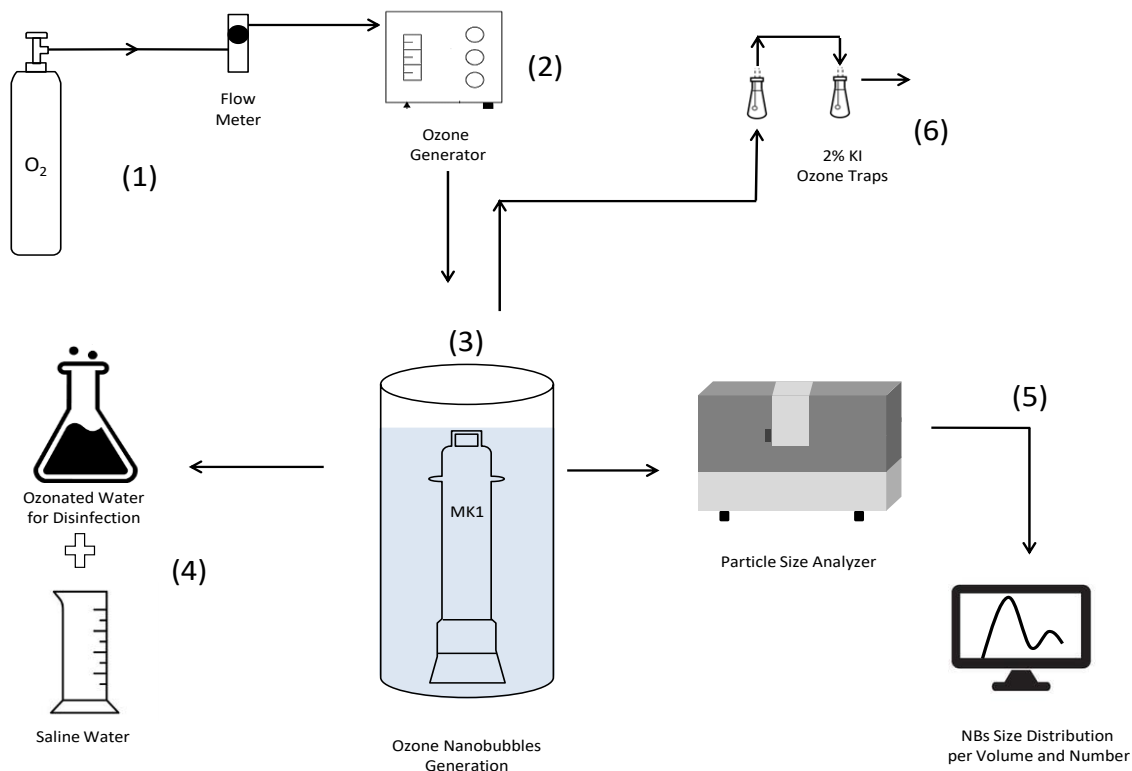 O2
(1)
Flow
Meter
(2)
Ozone
Generator
(6)
2% KI
Ozone Traps
(3)
MK1
Ozone Nanobubbles
Generation
Ozonated Water
for Disinfection
(4)
Saline Water
Particle Size Analyzer
(5)
NBs Size Distribution
per Volume and Number